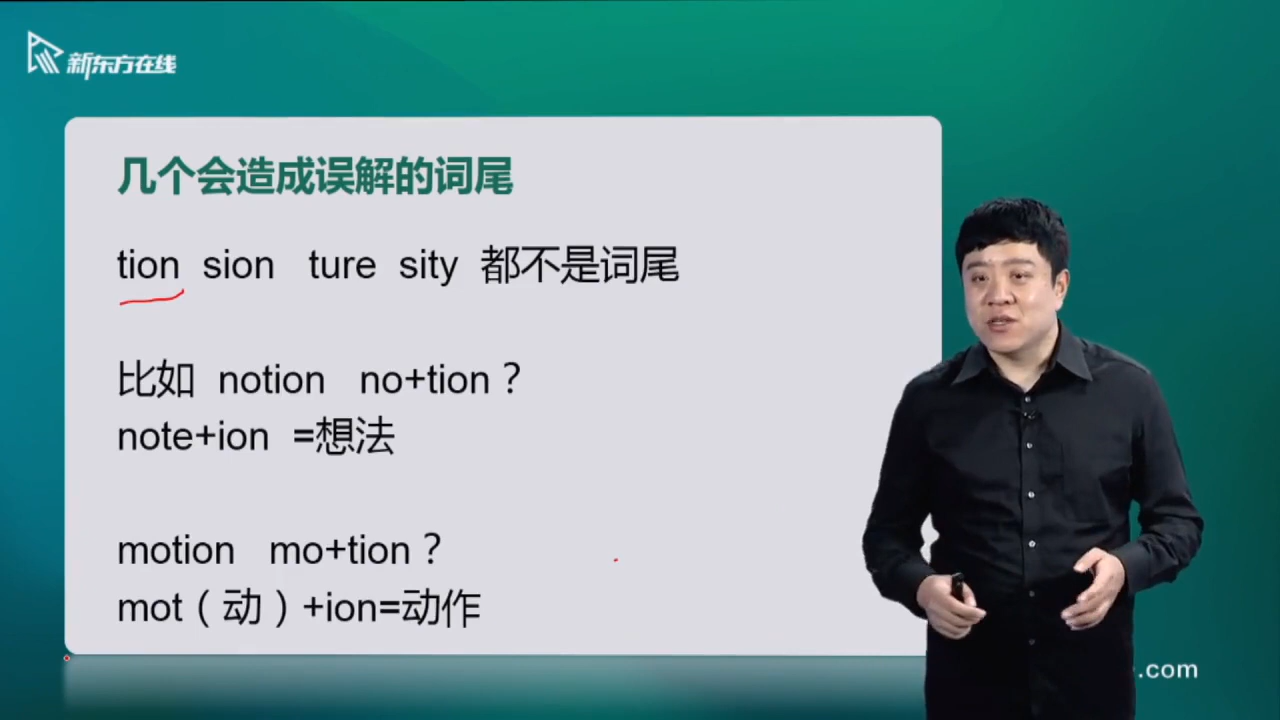 新东方在线
几个会造成误解的词尾
tion sion ture sity 都不是词尾
比如 notion no+tion？
note+ion =想法
motion mo+tion？
mot（动）+ion=动作
.com